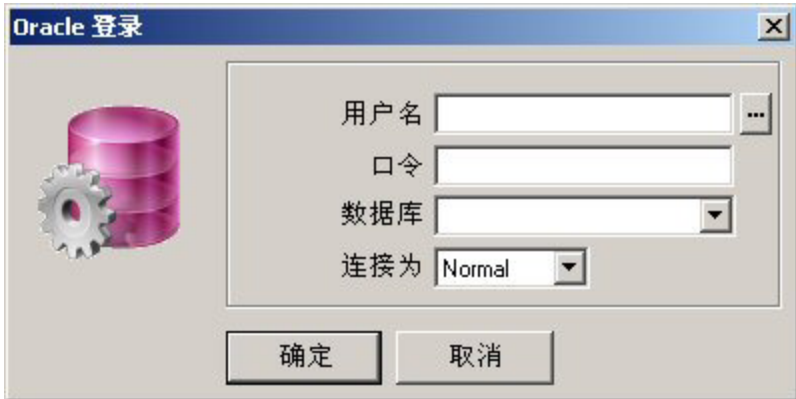 Oracle 登录
用户名 ...
口令
数据库
连接为 Normal
确定 取消